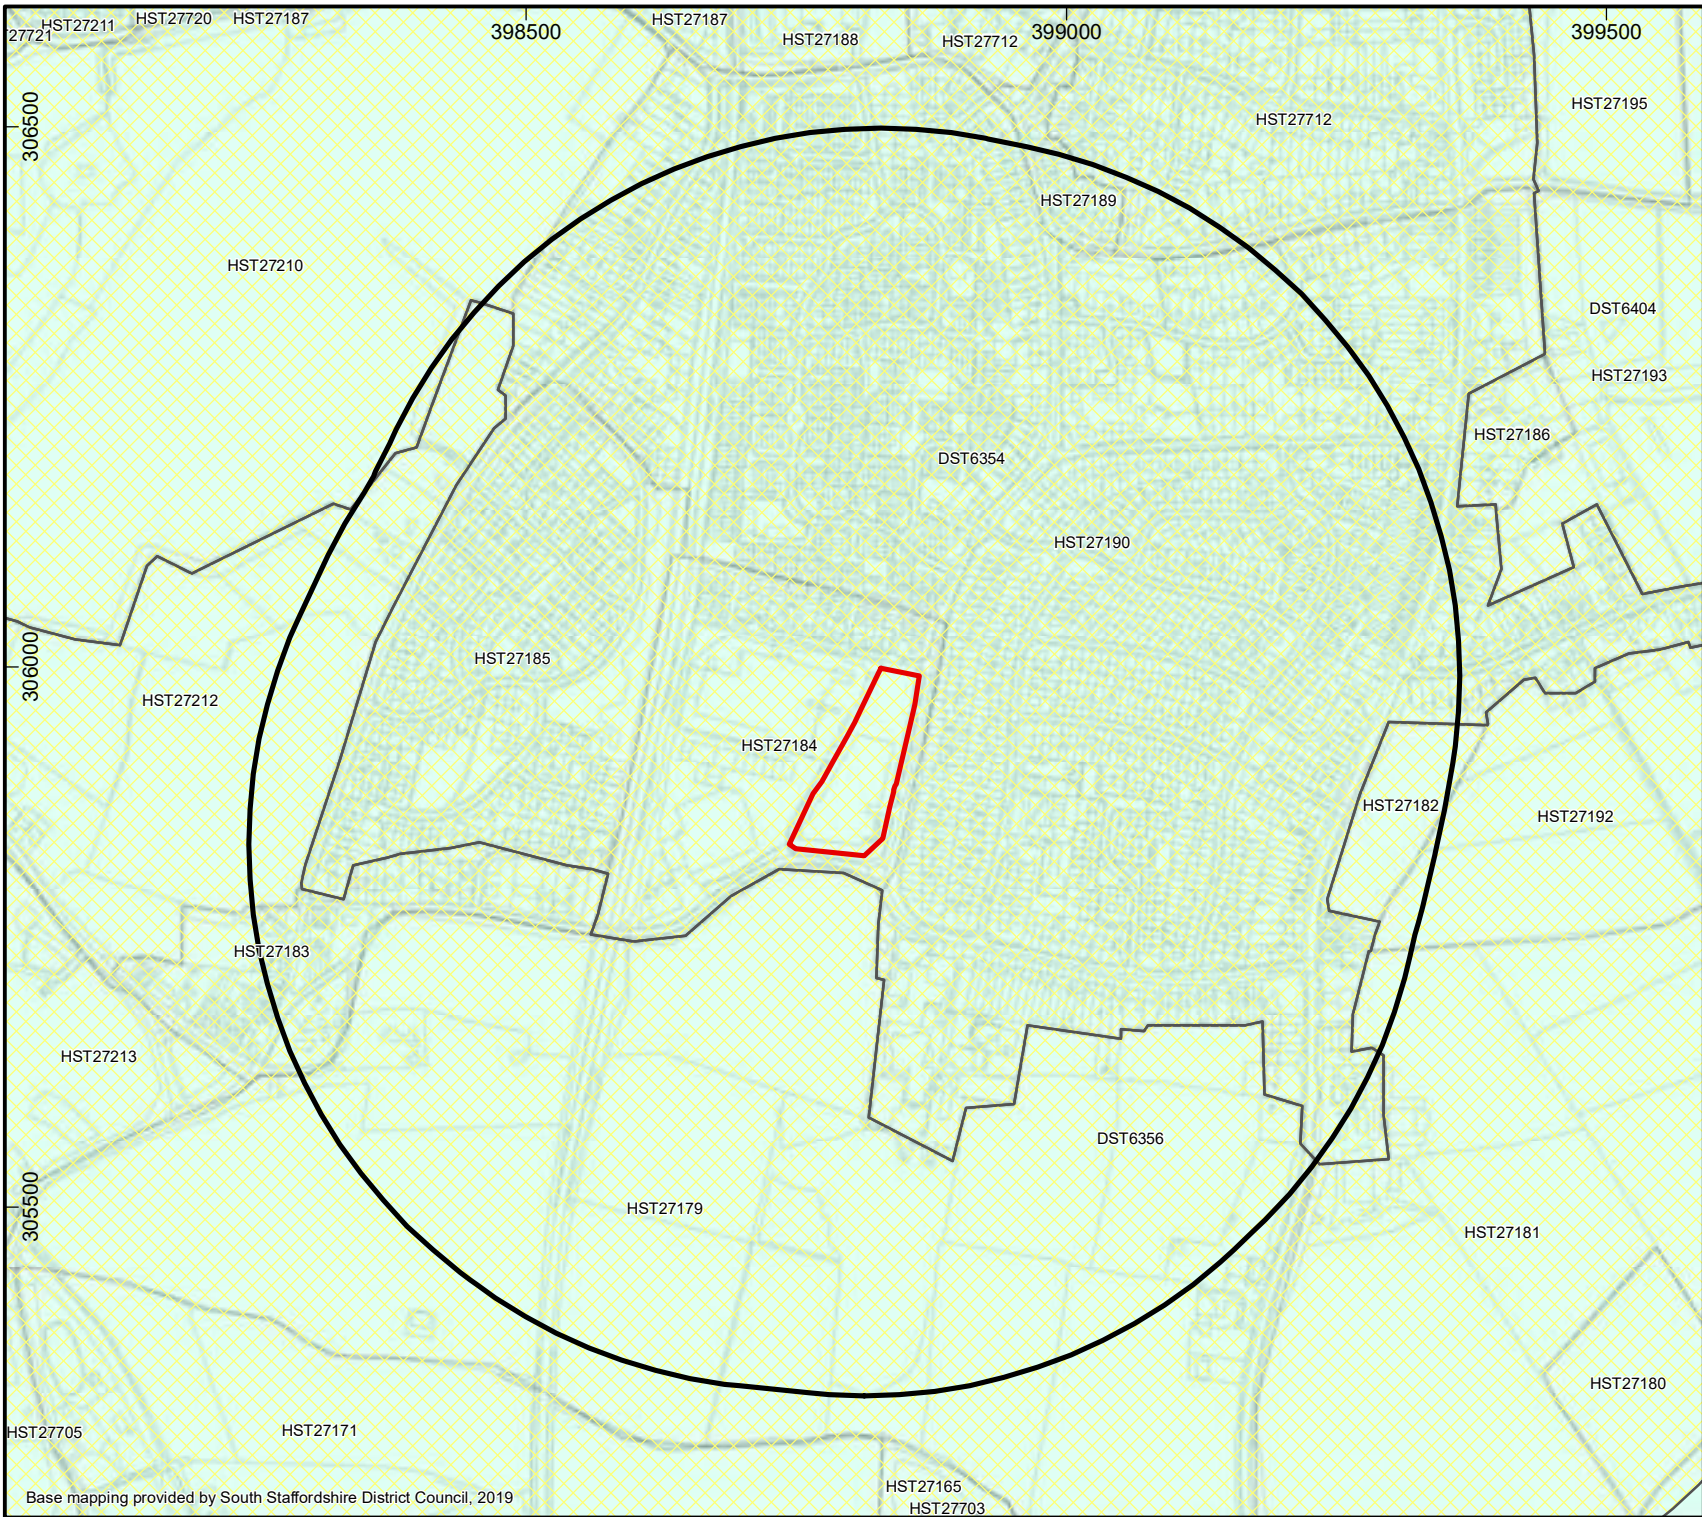 HST27720
HST27187
HST27187
HST27211
27721
398500
HST27188
HST27712
399000
399500
HST27195
306500
HST27712
HST27189
HST27210
DST6404
HST27193
HST27186
DST6354
HST27190
306000
HST27185
HST27212
HST27184
HST27182
HST27192
HST27183
HST27213
DST6356
305500
HST27179
HST27181
HST27180
HST27705
HST27171
HST27165
Base mapping provided by South Staffordshire District Council, 2019
HST27703